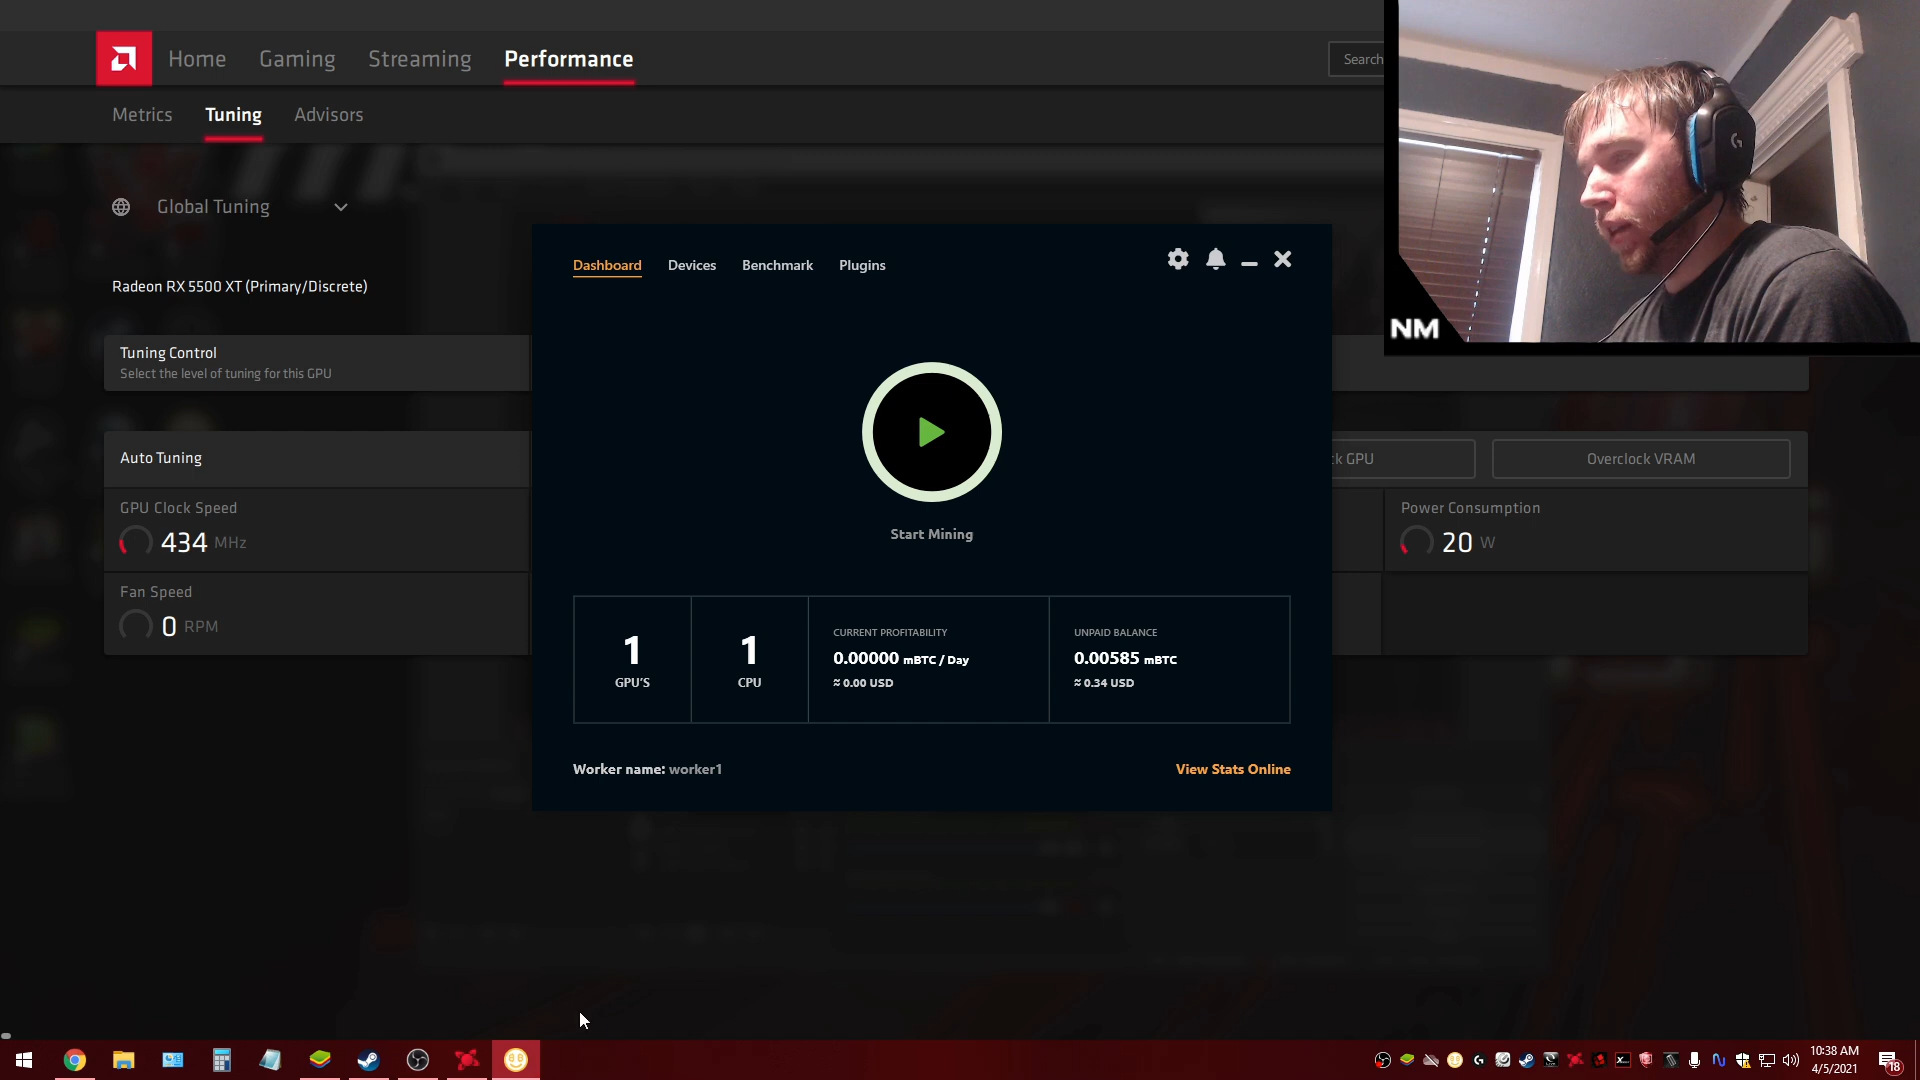 Home Gaming Streaming Performance
Search
Metrics Tuning Advisors
Global Tuning
Radeon RX 5500 XT (Primary/Discrete)
Tuning Control
Select the level of tuning for this GPU
Auto Tuning
ck GPU
Overclock VRAM
GPU Clock Speed
434 MHz
Power Consumption
20 W
Fan Speed
0 RPM
Dashboard Devices Benchmark Plugins
Start Mining
1
GPU'S
1
CPU
CURRENT PROFITABILITY
0.00000 mBTC / Day
≈ 0.00 USD
UNPAID BALANCE
0.00585 mBTC
≈ 0.34 USD
Worker name: worker1
View Stats Online
NM
10:38 AM
4/5/2021
18